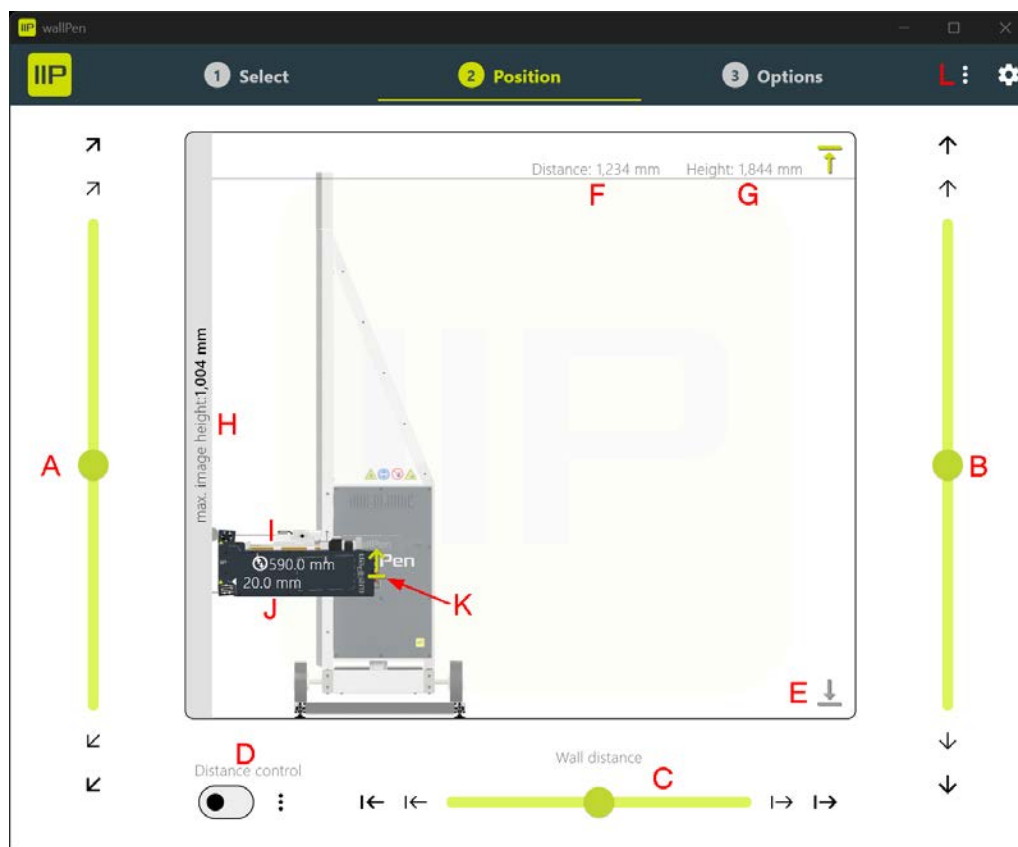 IIP wallPen
IIP
1 Select
2 Position
3 Options
L
Distance: 1,234 mm
Height: 1,844 mm
F
G
max. image height:1,004 mm
H
A
B
I
Pen
590.0 mm
20.0 mm
J
K
E
D
Distance control
Wall distance
C